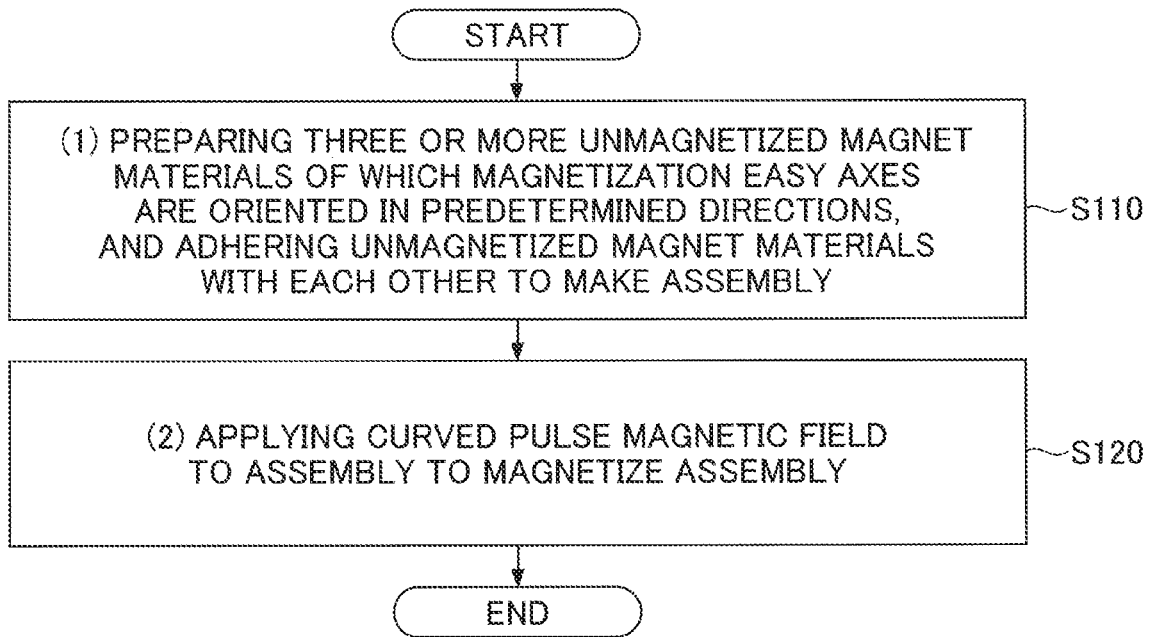 START
(1) PREPARING THREE OR MORE UNMAGNETIZED MAGNET
MATERIALS OF WHICH MAGNETIZATION EASY AXES
ARE ORIENTED IN PREDETERMINED DIRECTIONS,
AND ADHERING UNMAGNETIZED MAGNET MATERIALS
WITH EACH OTHER TO MAKE ASSEMBLY
S110
(2) APPLYING CURVED PULSE MAGNETIC FIELD
TO ASSEMBLY TO MAGNETIZE ASSEMBLY
S120
END